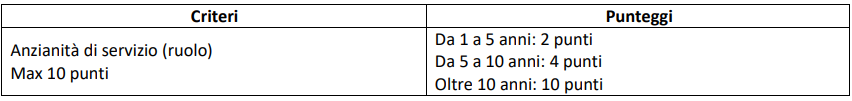 Criteri
Punteggi
Anzianità di servizio (ruolo)
Max 10 punti
Da 1 a 5 anni: 2 punti
Da 5 a 10 anni: 4 punti
Oltre 10 anni: 10 punti